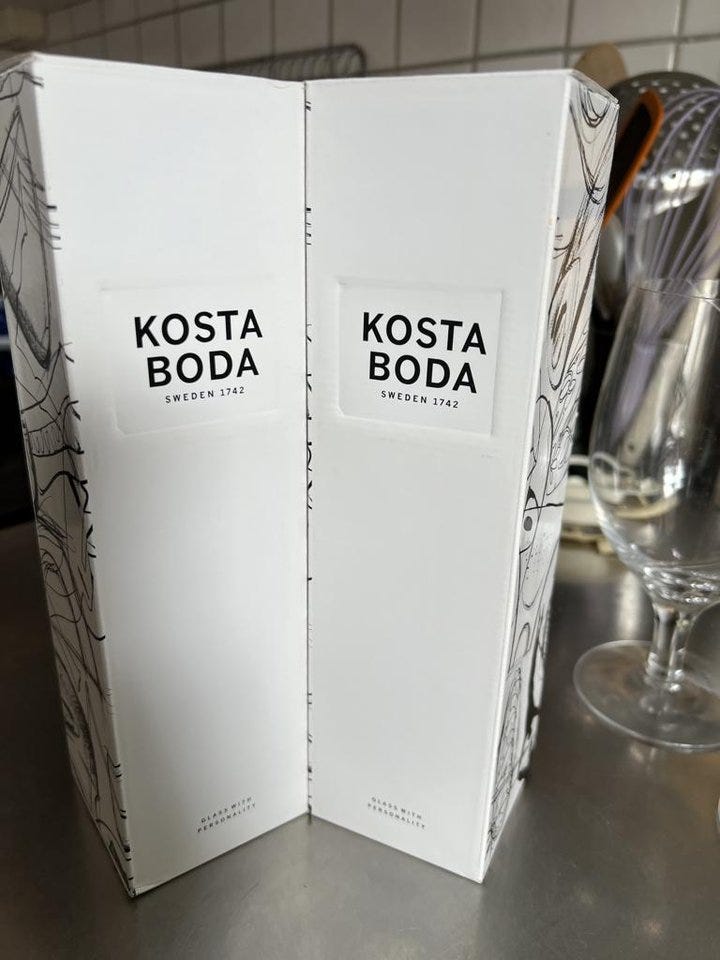 KOSTA
BODA
SWEDEN 1742
GLASS WITH
PERSONALITY
KOSTA
BODA
SWEDEN 1742
GLASS WITH
PERSONALITY